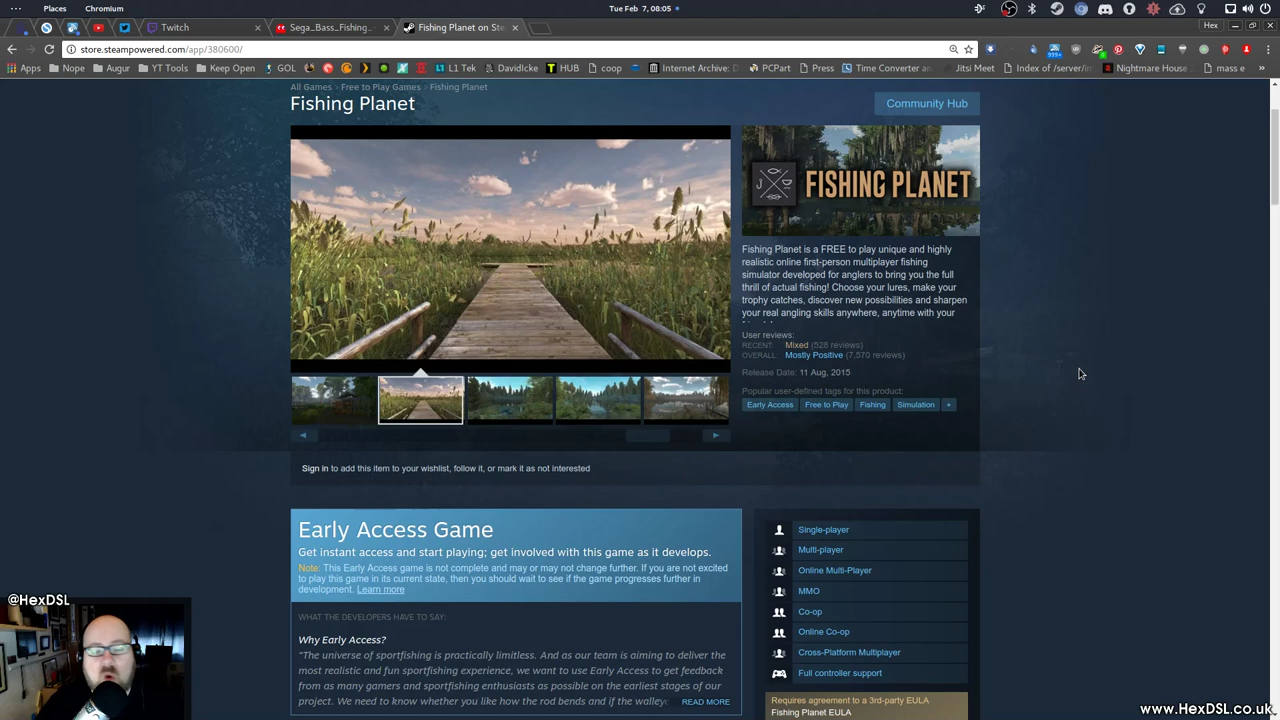 Places Chromium Tue Feb 7, 08:05 Hex
Twitch Sega_Bass_Fishing... Fishing Planet on Ste
store.steampowered.com/app/380600/ 999+
Apps Nope Augur YT Tools Keep Open GOL L1 Tek DavidIcke HUB coop Internet Archive: PCPart Press Time Converter a Jitsi Meet Index of /server/in Nightmare House mass e
All Games > Free to Play Games > Fishing Planet
Fishing Planet
Community Hub
FISHING PLANET
Fishing Planet is a FREE to play unique and highly
realistic online first-person multiplayer fishing
simulator developed for anglers to bring you the full
thrill of actual fishing! Choose your lures, make your
trophy catches, discover new possibilities and sharpen
your real angling skills anywhere, anytime with your
User reviews:
RECENT: Mixed (528 reviews)
OVERALL: Mostly Positive (7,570 reviews)
Release Date: 11 Aug, 2015
Popular user-defined tags for this product:
Early Access Free to Play Fishing Simulation +
Sign in to add this item to your wishlist, follow it, or mark it as not interested
Early Access Game
Get instant access and start playing; get involved with this game as it develops.
Note: This Early Access game is not complete and may or may not change further. If you are not excited
to play this game in its current state, then you should wait to see if the game progresses further in
development. Learn more
WHAT THE DEVELOPERS HAVE TO SAY:
Why Early Access?
"The universe of sportfishing is practically limitless. And as our team is aiming to deliver the
most realistic and fun sportfishing experience, we want to use Early Access to get feedback
from as many gamers and sportfishing enthusiasts as possible on the earliest stages of our
project. We need to know whether you like how the rod bends and if the walleye READ MORE
Single-player
Multi-player
Online Multi-Player
MMO
Co-op
Online Co-op
Cross-Platform Multiplayer
Full controller support
Requires agreement to a 3rd-party EULA
Fishing Planet EULA
@HexDSL
www.HexDSL.co.uk